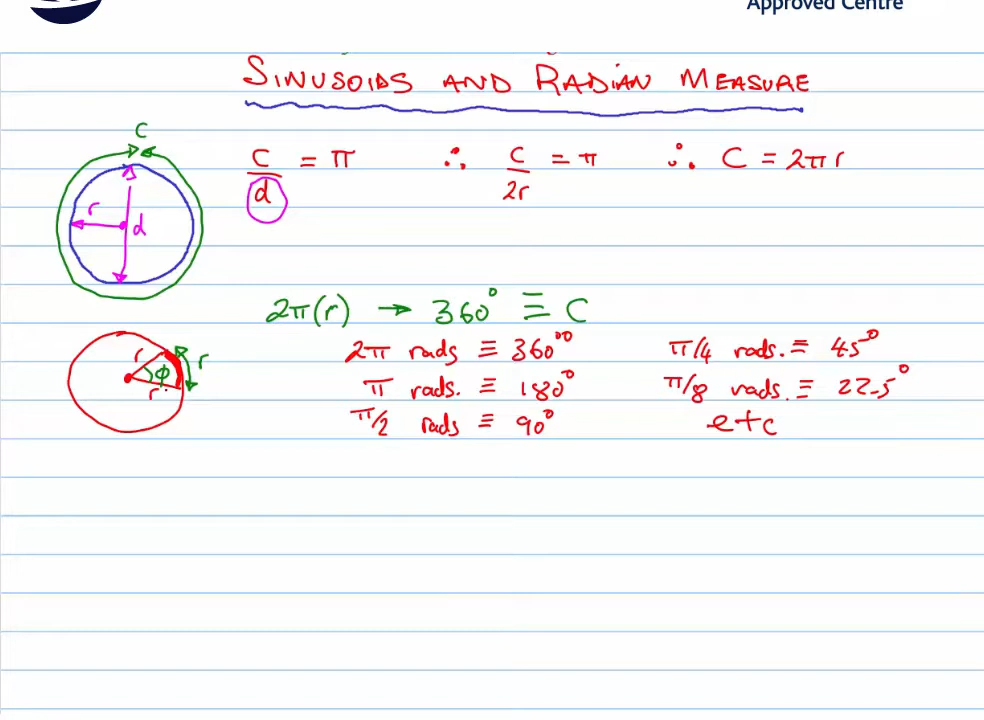 Approved Centre
SINUSOIDS AND RADIAN MEASURE
C
C/d = π ∴ C/2r = π ∴ C = 2πr
r d
2π(r) → 360° ≡ C
2π rads ≡ 360°° π/4 rads. ≡ 45°
r φ r r
π rads. ≡ 180° π/8 rads. ≡ 22.5°
π/2 rads ≡ 90° etc